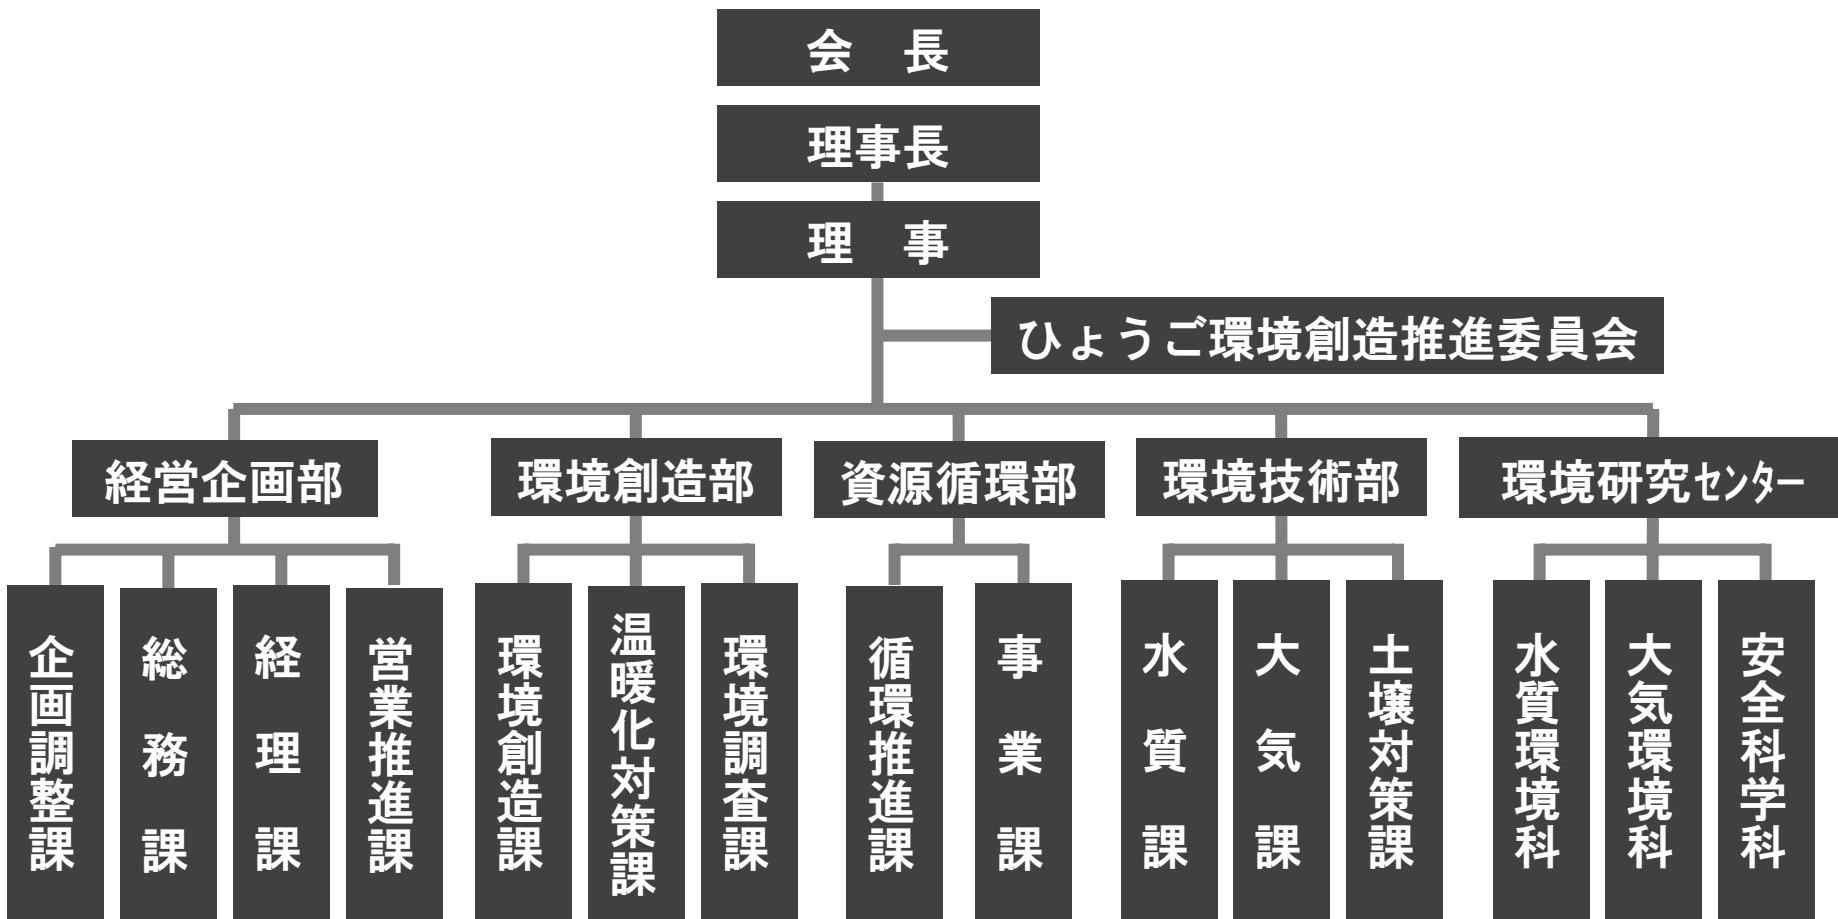 会　長
理事長
理　事
ひょうご環境創造推進委員会
経営企画部
環境創造部
資源循環部
環境技術部
環境研究ｾﾝﾀｰ
企画調整課
総務課
経理課
営業推進課
環境創造課
温暖化対策課
環境調査課
循環推進課
事業課
水質課
大気課
土壌対策課
水質環境科
大気環境科
安全科学科